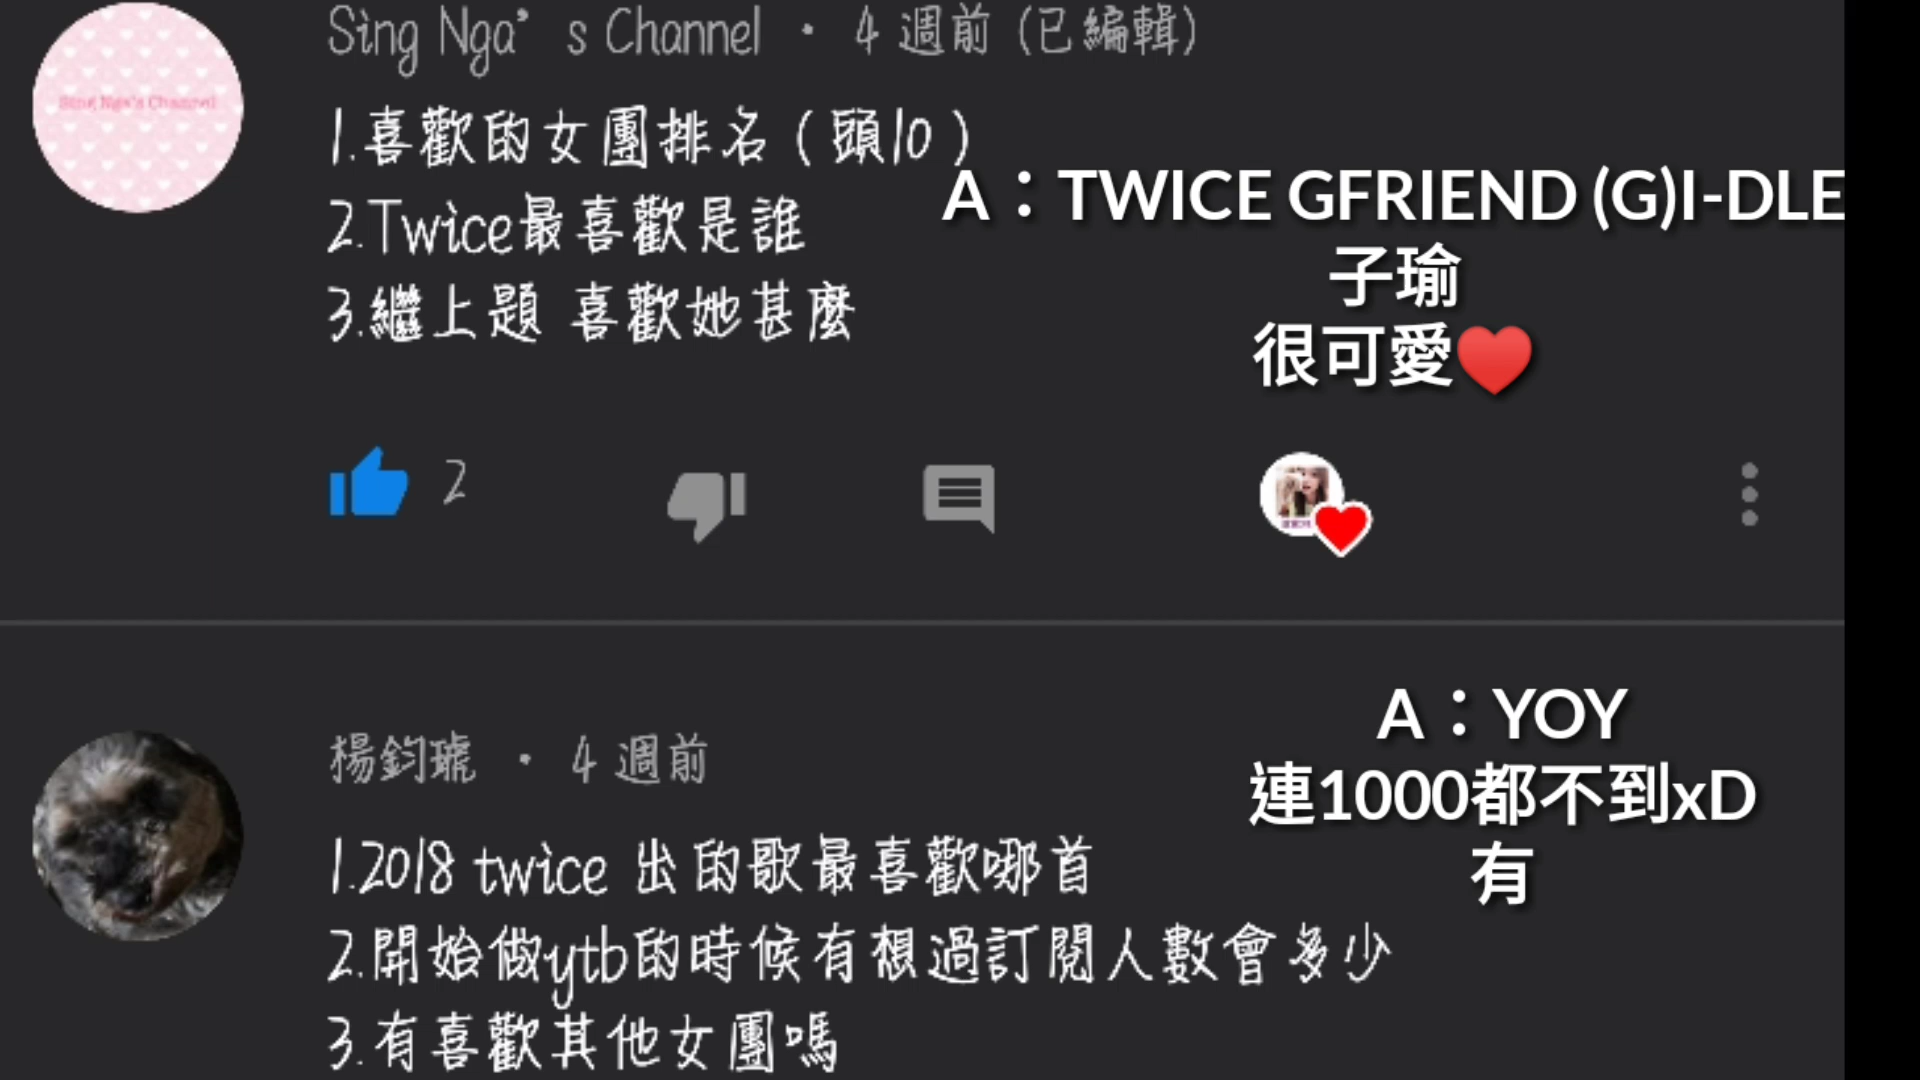 Sing Nga's Channel
Sing Nga’s Channel · 4 週前 (已編輯)
1.喜歡的女團排名（頭10）
2.Twice最喜歡是誰
3.繼上題 喜歡她甚麼
A：TWICE GFRIEND (G)I-DLE
子瑜
很可愛♥
2
楊鈞琥 · 4 週前
1.2018 twice 出的歌最喜歡哪首
2.開始做ytb的時候有想過訂閱人數會多少
3.有喜歡其他女團嗎
A：YOY
連1000都不到xD
有